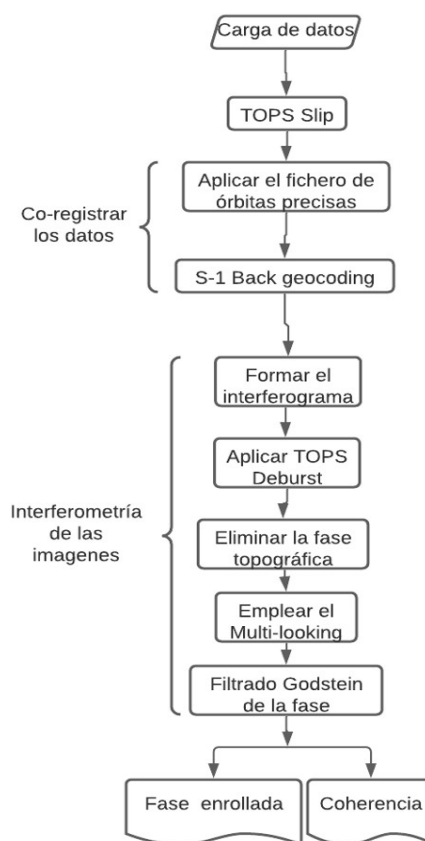 Carga de datos
TOPS Slip
Aplicar el fichero de
órbitas precisas
Co-registrar
los datos
S-1 Back geocoding
Formar el
interferograma
Aplicar TOPS
Deburst
Interferometría
de las
imagenes
Eliminar la fase
topográfica
Emplear el
Multi-looking
Filtrado Godstein
de la fase
Fase enrollada
Coherencia